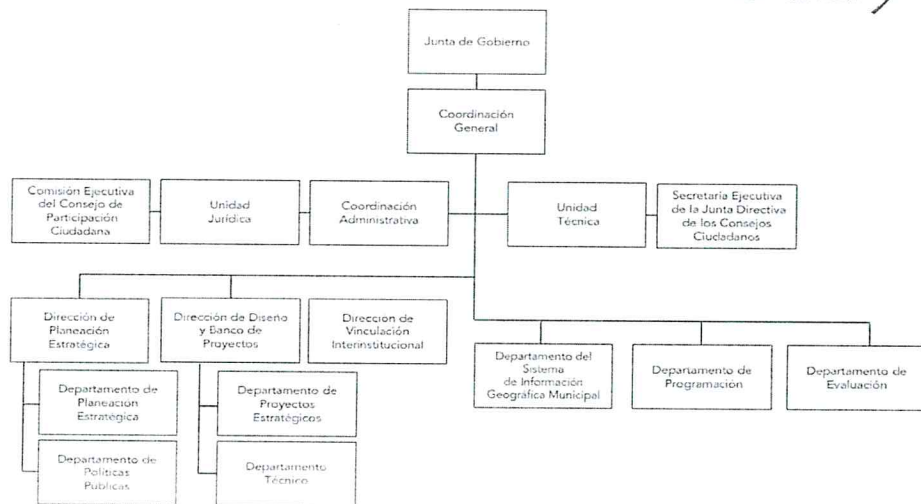 Junta de Gobierno
Coordinación
General
Comisión Ejecutiva
del Consejo de
Participación
Ciudadana
Unidad
Jurídica
Coordinación
Administrativa
Unidad
Técnica
Secretaría Ejecutiva
de la Junta Directiva
de los Consejos
Ciudadanos
Dirección de
Planeación
Estratégica
Dirección de Diseño
y Banco de
Proyectos
Dirección de
Vinculación
Interinstitucional
Departamento del
Sistema
de Información
Geográfica Municipal
Departamento de
Programación
Departamento de
Evaluación
Departamento de
Planeación
Estratégica
Departamento de
Proyectos
Estratégicos
Departamento de
Políticas
Públicas
Departamento
Técnico